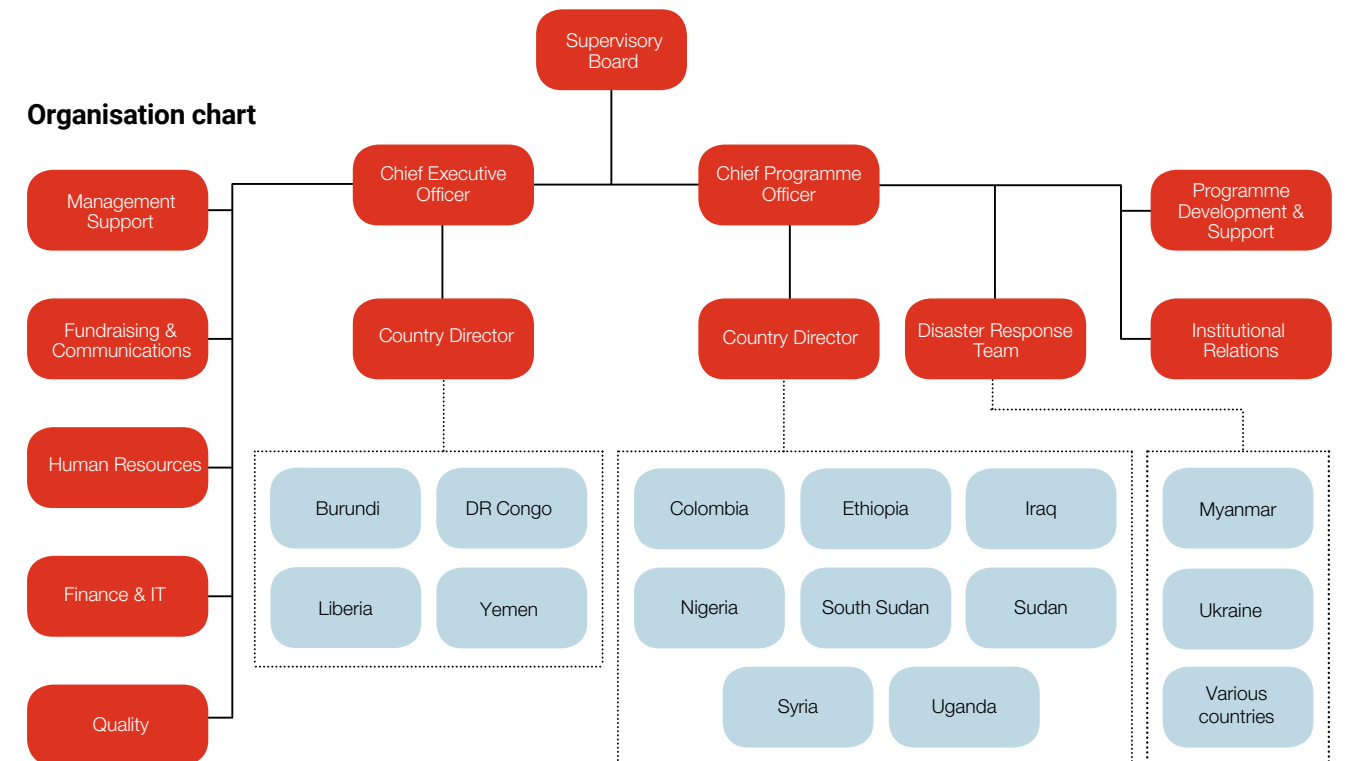 Supervisory
Board
Organisation chart
Chief Executive
Officer
Chief Programme
Officer
Management
Support
Programme
Development &
Support
Fundraising &
Communications
Country Director
Country Director
Disaster Response
Team
Institutional
Relations
Human Resources
Burundi
DR Congo
Colombia
Ethiopia
Iraq
Myanmar
Finance & IT
Liberia
Yemen
Nigeria
South Sudan
Sudan
Ukraine
Quality
Syria
Uganda
Various
countries